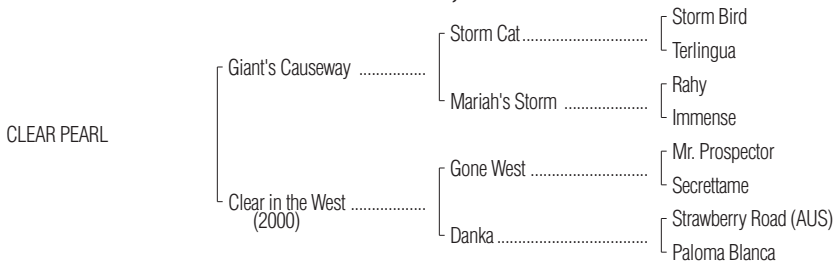 Storm Bird
Storm Cat
Terlingua
Giant's Causeway
Rahy
Mariah's Storm
Immense
CLEAR PEARL
Mr. Prospector
Gone West
Secrettame
Clear in the West
(2000)
Strawberry Road (AUS)
Danka
Paloma Blanca